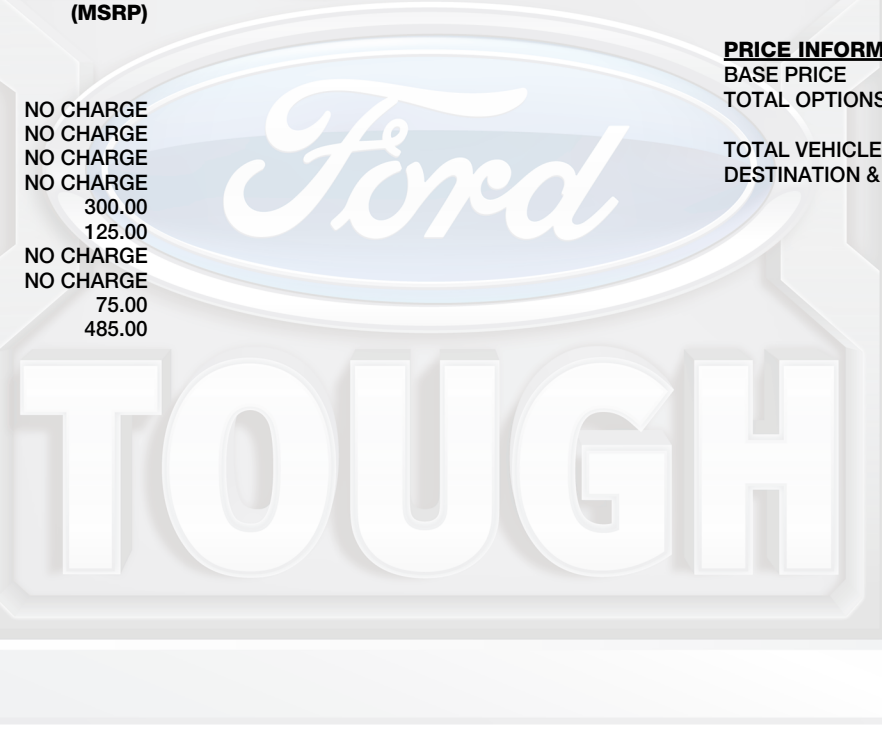 (MSRP)
NO CHARGE
NO CHARGE
NO CHARGE
NO CHARGE
300.00
125.00
NO CHARGE
NO CHARGE
75.00
485.00
PRICE INFORM
BASE PRICE
TOTAL OPTIONS
TOTAL VEHICLE
DESTINATION &
Ford
TOUGH